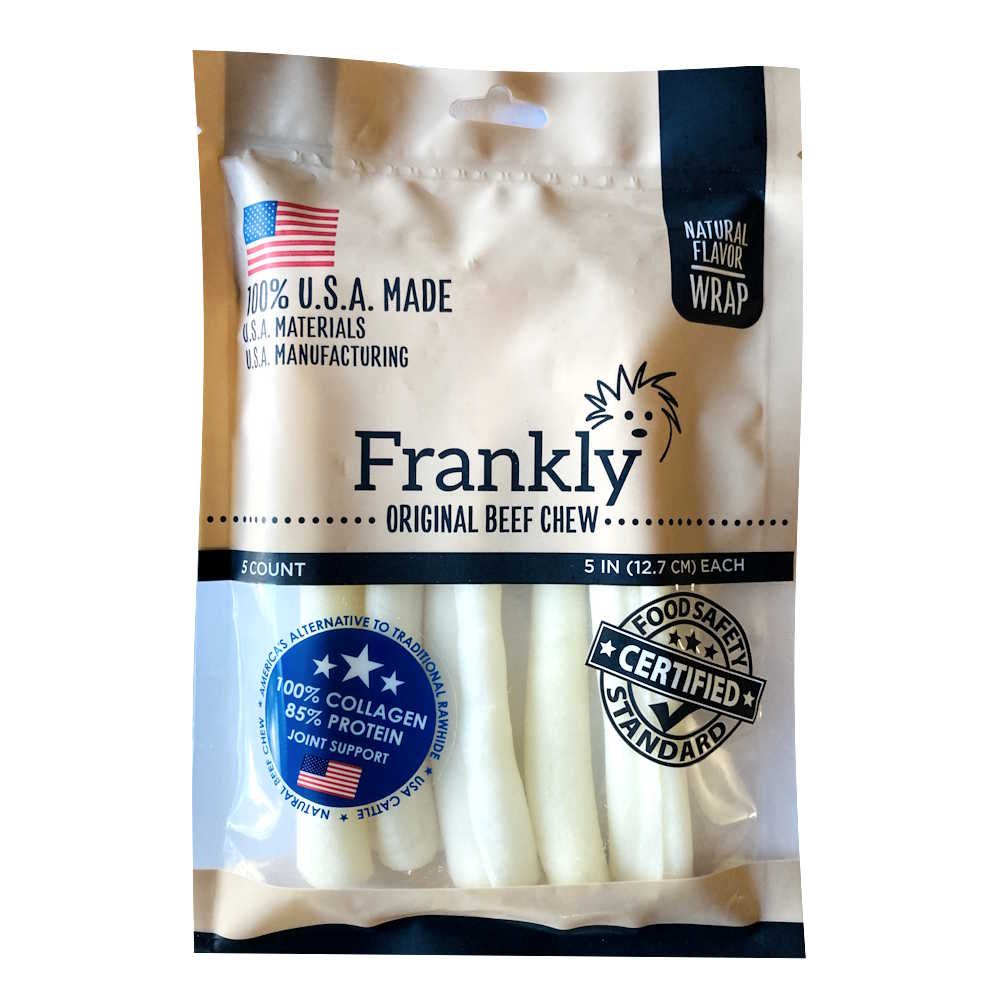 NATURAL
FLAVOR
WRAP
100% U.S.A. MADE
U.S.A. MATERIALS
U.S.A. MANUFACTURING
Frankly
ORIGINAL BEEF CHEW
5 COUNT
5 IN (12.7 CM) EACH
AMERICA'S ALTERNATIVE TO TRADITIONAL RAWHIDE ★ USA CATTLE ★ NATURAL BEEF CHEW ★
100% COLLAGEN
85% PROTEIN
JOINT SUPPORT
FOOD SAFETY
CERTIFIED
STANDARD